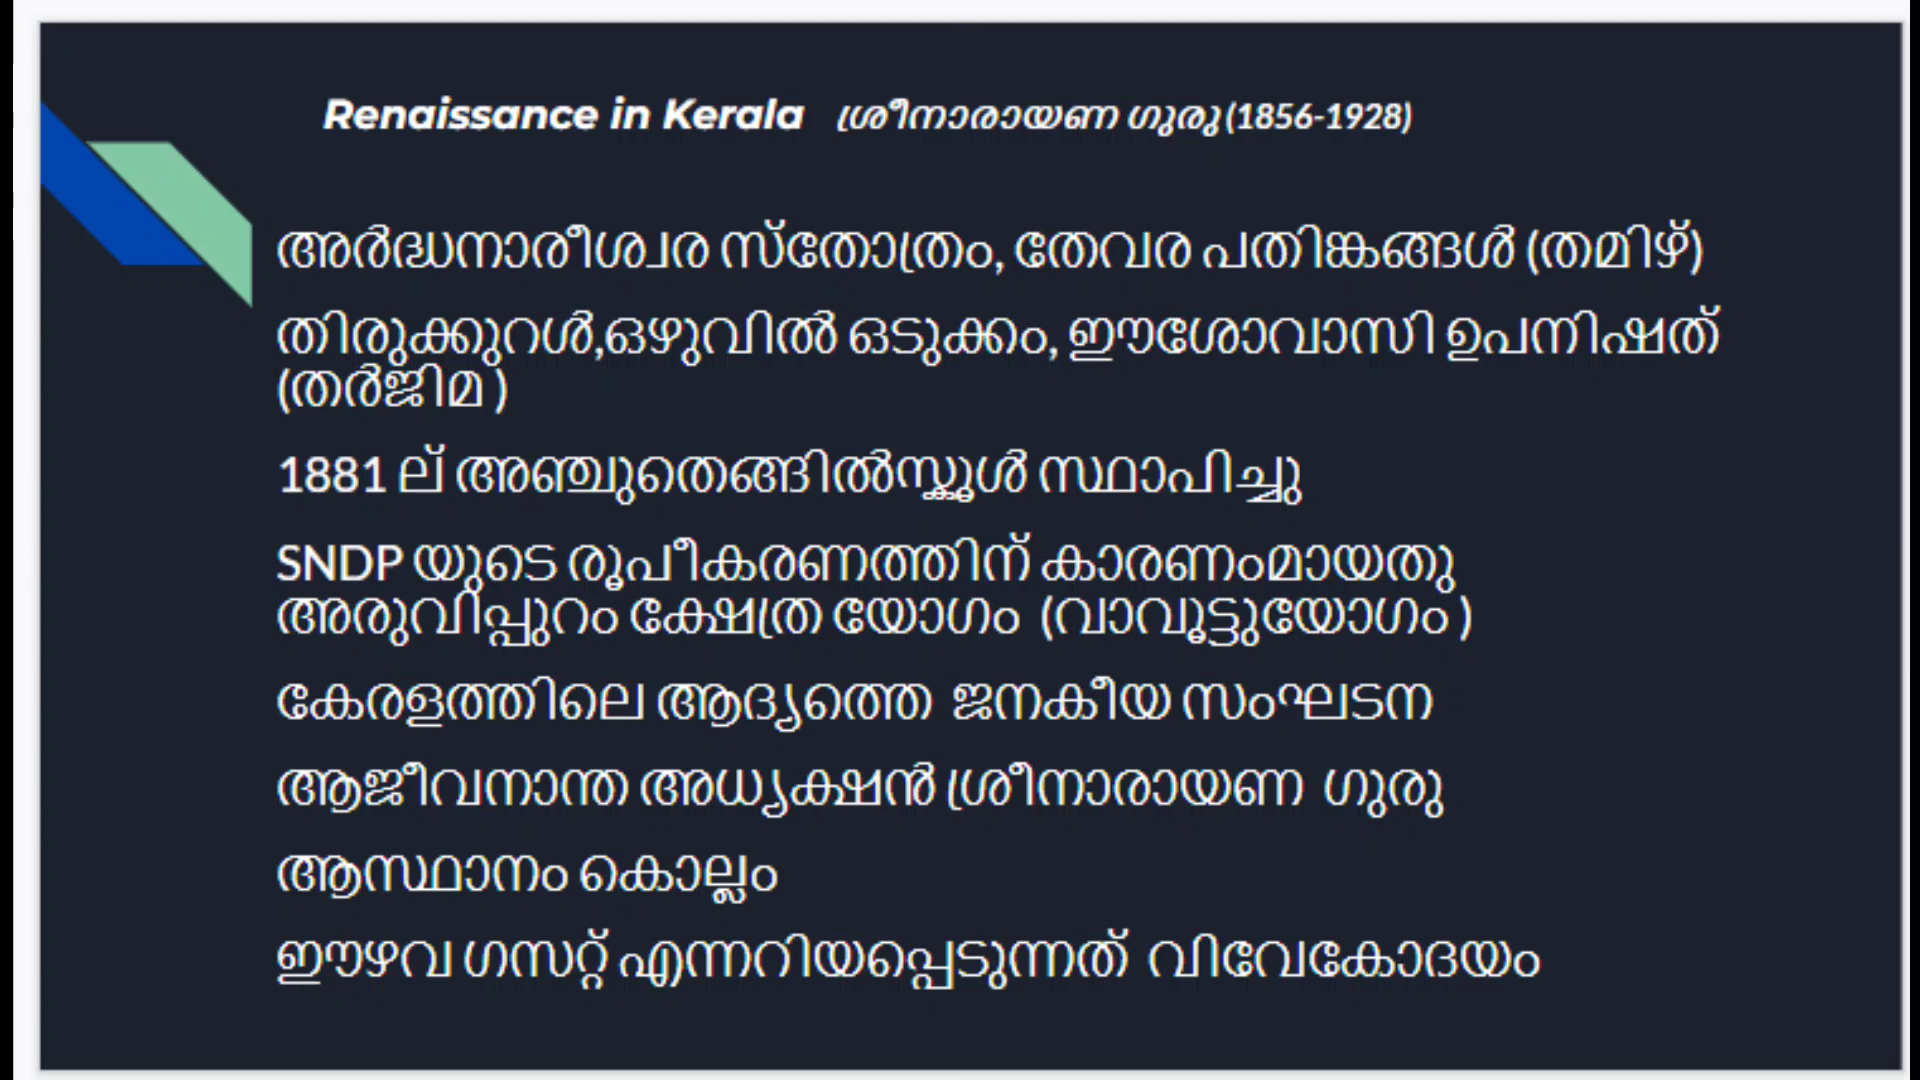 Renaissance in Kerala ശ്രീനാരായണ ഗുരു (1856-1928)
അർദ്ധനാരീശ്വര സ്തോത്രം, തേവര പതിങ്കങ്ങൾ (തമിഴ്)
തിരുക്കുറൾ,ഒഴുവിൽ ഒടുക്കം, ഈശോവാസി ഉപനിഷത്
(തർജിമ )
1881 ല് അഞ്ചുതെങ്ങിൽസ്കൂൾ സ്ഥാപിച്ചു
SNDP യുടെ രൂപീകരണത്തിന് കാരണംമായതു
അരുവിപ്പുറം ക്ഷേത്ര യോഗം (വാവൂട്ടുയോഗം )
കേരളത്തിലെ ആദ്യത്തെ ജനകീയ സംഘടന
ആജീവനാന്ത അധ്യക്ഷൻ ശ്രീനാരായണ ഗുരു
ആസ്ഥാനം കൊല്ലം
ഈഴവ ഗസറ്റ് എന്നറിയപ്പെടുന്നത് വിവേകോദയം